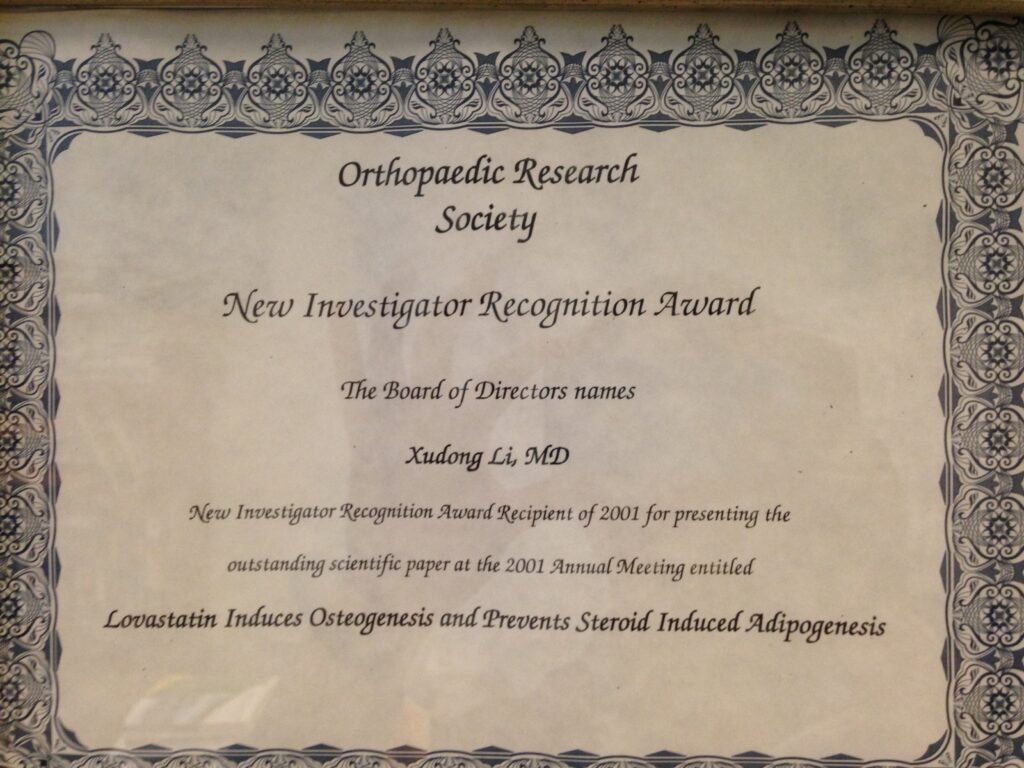 Orthopaedic Research
Society
New Investigator Recognition Award
The Board of Directors names
Xudong Li, MD
New Investigator Recognition Award Recipient of 2001 for presenting the
outstanding scientific paper at the 2001 Annual Meeting entitled
Lovastatin Induces Osteogenesis and Prevents Steroid Induced Adipogenesis